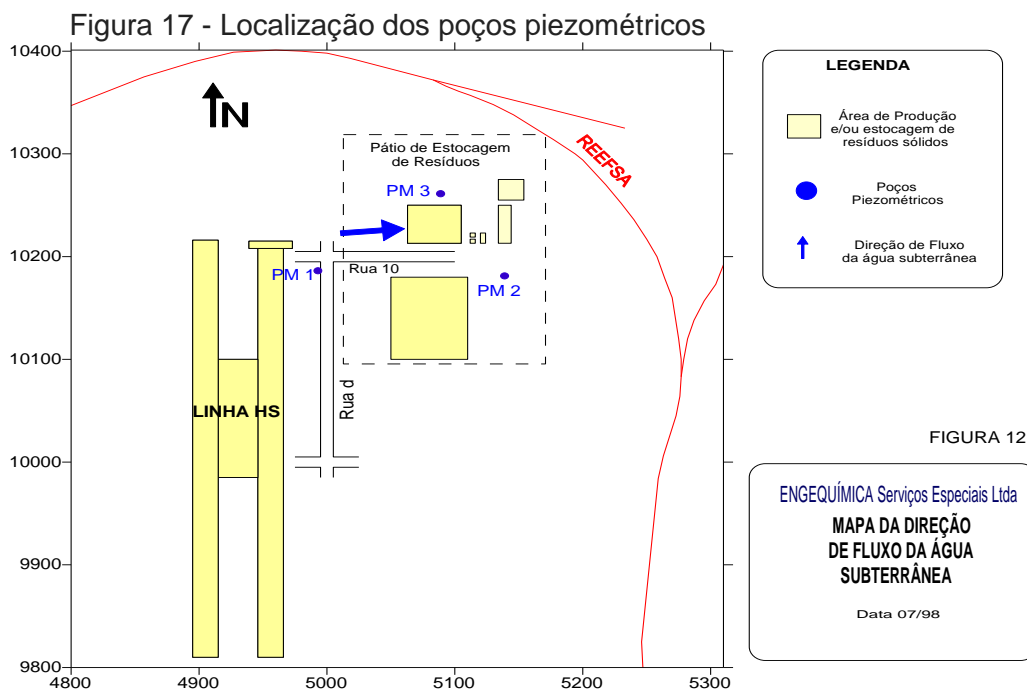 Figura 17 - Localização dos poços piezométricos
10400
10300
10200
10100
10000
9900
9800
4800
4900
5000
5100
5200
5300
N
Pátio de Estocagem
de Resíduos
REEFSA
PM 3
PM 1
Rua 10
PM 2
Rua d
LINHA HS
LEGENDA
Área de Produção
e/ou estocagem de
resíduos sólidos
Poços
Piezométricos
Direção de Fluxo
da água subterrânea
FIGURA 12
ENGEQUÍMICA Serviços Especiais Ltda
MAPA DA DIREÇÃO
DE FLUXO DA ÁGUA
SUBTERRÂNEA
Data 07/98